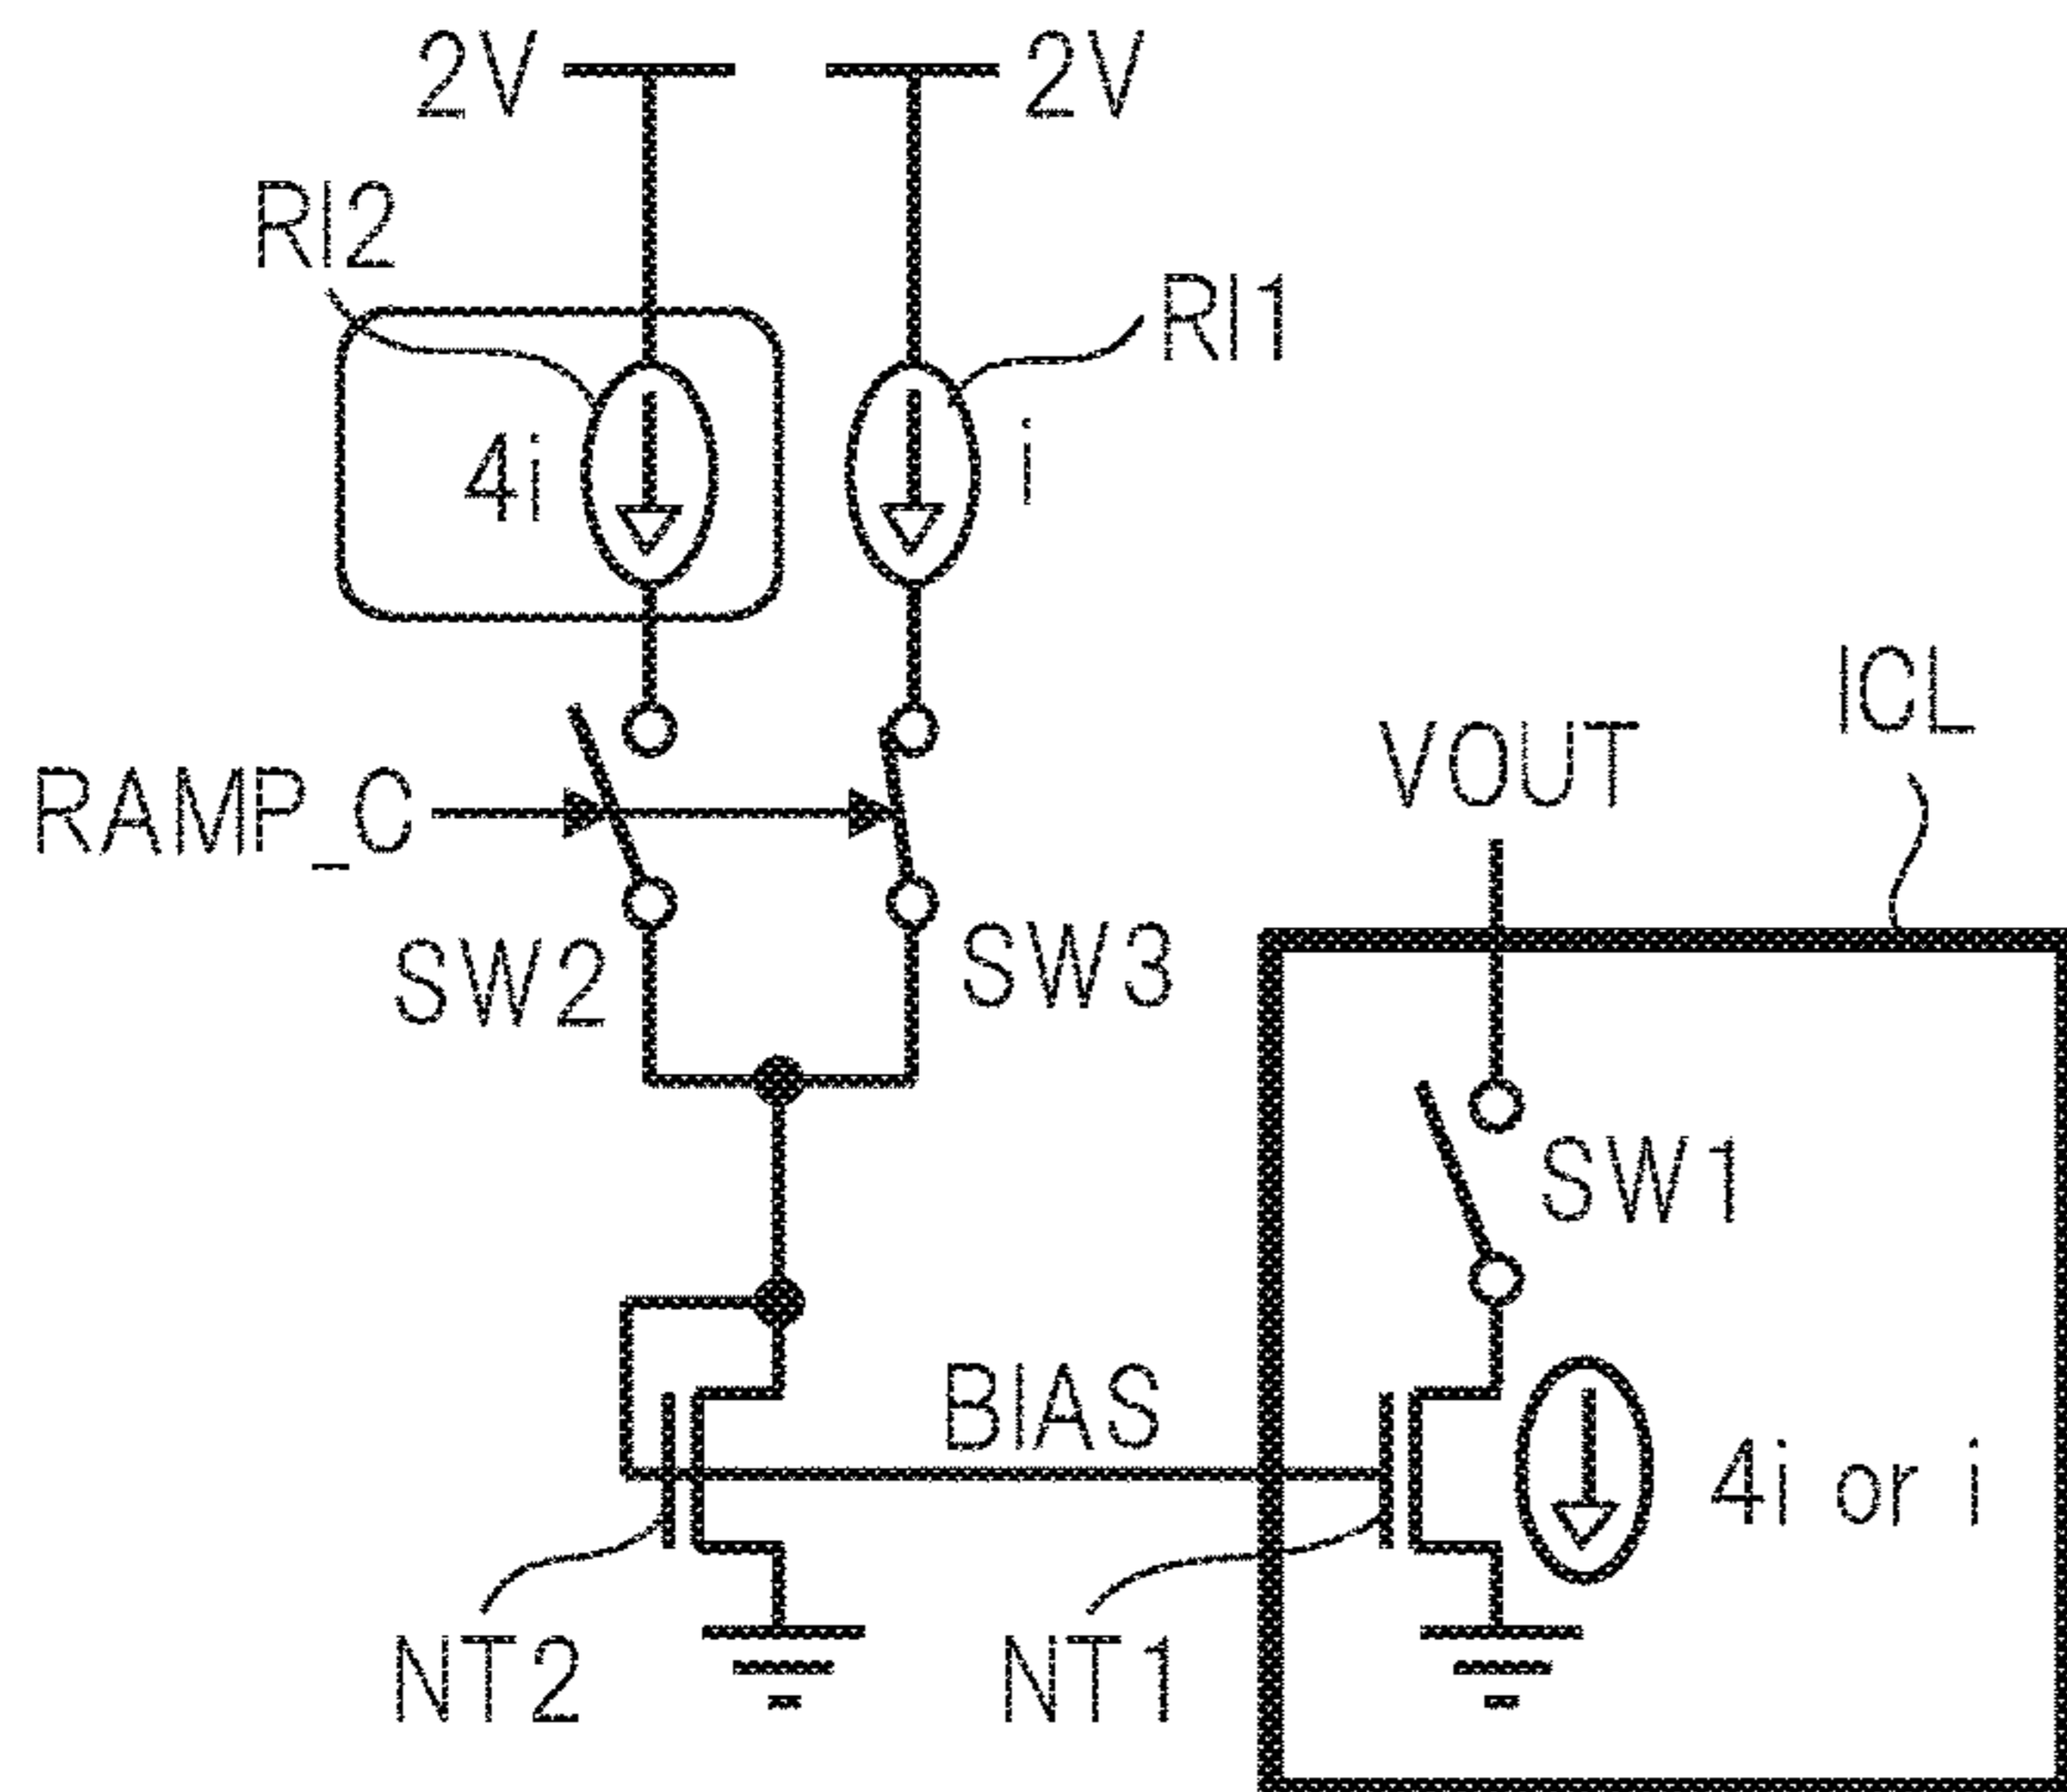 2V
2V
RI2
RI1
4i
i
ICL
VOUT
RAMP_C
SW2
SW3
SW1
BIAS
4i or i
NT2
NT1